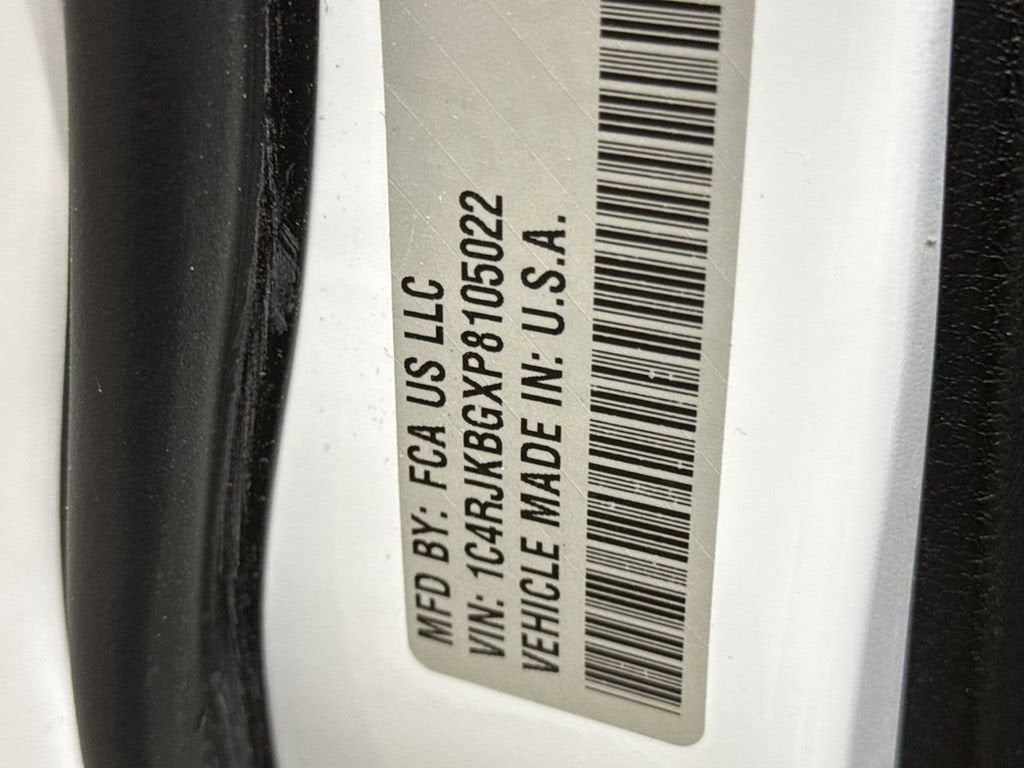 MFD BY: FCA US LLC
VIN: 1C4RJKBGXP8105022
VEHICLE MADE IN: U.S.A.